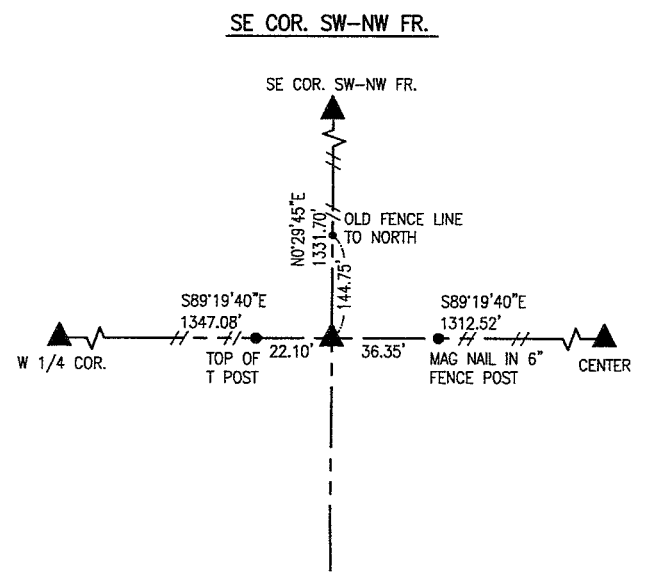 SE COR. SW-NW FR.
SE COR. SW-NW FR.
N0°29'45"E
1331.70'
OLD FENCE LINE
TO NORTH
144.75'
S89°19'40"E
1347.08'
S89°19'40"E
1312.52'
W 1/4 COR.
TOP OF
T POST
22.10'
36.35'
MAG NAIL IN 6"
FENCE POST
CENTER